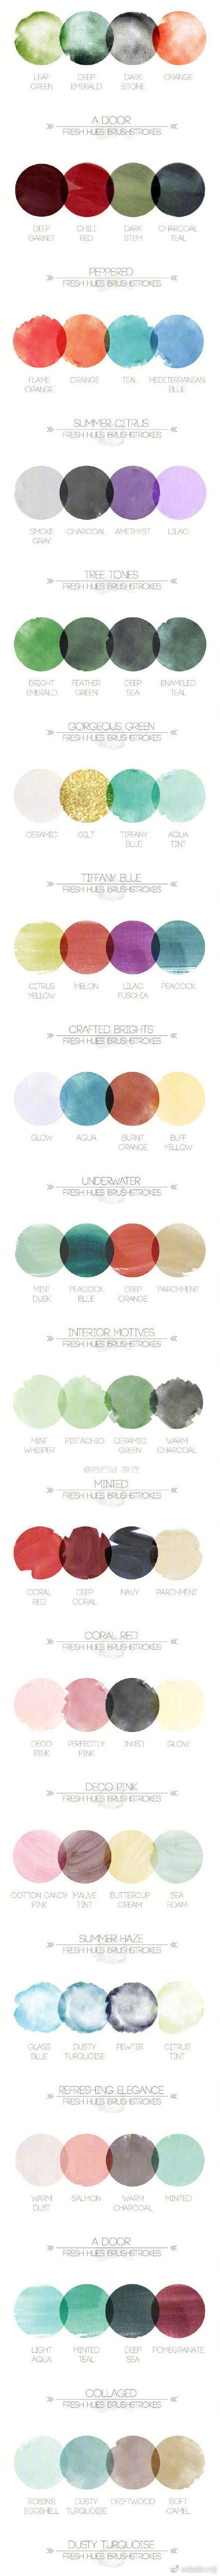 LEAF GREEN
DEEP EMERALD
DARK STONE
ORANGE
A DOOR
FRESH HUES BRUSHSTROKES
DEEP GARNET
CHILI RED
DARK STEM
CHARCOAL TEAL
PEPPERED
FRESH HUES BRUSHSTROKES
FLAME ORANGE
ORANGE
TEAL
MEDITERRANEAN BLUE
SUMMER CITRUS
FRESH HUES BRUSHSTROKES
SMOKE GRAY
CHARCOAL
AMETHYST
LILAC
TREE TONES
FRESH HUES BRUSHSTROKES
BRIGHT EMERALD
FEATHER GREEN
DEEP SEA
ENAMELED TEAL
GORGEOUS GREEN
FRESH HUES BRUSHSTROKES
CERAMIC
GILT
TIFFANY BLUE
AQUA TINT
TIFFANY BLUE
FRESH HUES BRUSHSTROKES
CITRUS YELLOW
MELON
LILAC FUSCHIA
PEACOCK
CRAFTED BRIGHTS
FRESH HUES BRUSHSTROKES
GLOW
AQUA
BURNT ORANGE
BUFF YELLOW
UNDERWATER
FRESH HUES BRUSHSTROKES
MINT DUSK
PEACOCK BLUE
DEEP ORANGE
PARCHMENT
INTERIOR MOTIVES
FRESH HUES BRUSHSTROKES
MINT WHISPER
PISTACHIO
CERAMIC GREEN
WARM CHARCOAL
MINTED
FRESH HUES BRUSHSTROKES
CORAL RED
DEEP CORAL
NAVY
PARCHMENT
CORAL RED
FRESH HUES BRUSHSTROKES
DECO PINK
PERFECTLY PINK
INKED
GLOW
DECO PINK
FRESH HUES BRUSHSTROKES
COTTON CANDY PINK
MAUVE TINT
BUTTERCUP CREAM
SEA FOAM
SUMMER HAZE
FRESH HUES BRUSHSTROKES
GLASS BLUE
DUSTY TURQUOISE
PEWTER
CITRUS TINT
REFRESHING ELEGANCE
FRESH HUES BRUSHSTROKES
WARM DUST
SALMON
WARM CHARCOAL
MINTED
A DOOR
FRESH HUES BRUSHSTROKES
LIGHT AQUA
MINTED TEAL
DEEP SEA
POMEGRANATE
COLLAGED
FRESH HUES BRUSHSTROKES
ROBIN'S EGGSHELL
DUSTY TURQUOISE
DRIFTWOOD
SOFT CAMEL
DUSTY TURQUOISE
FRESH HUES BRUSHSTROKES